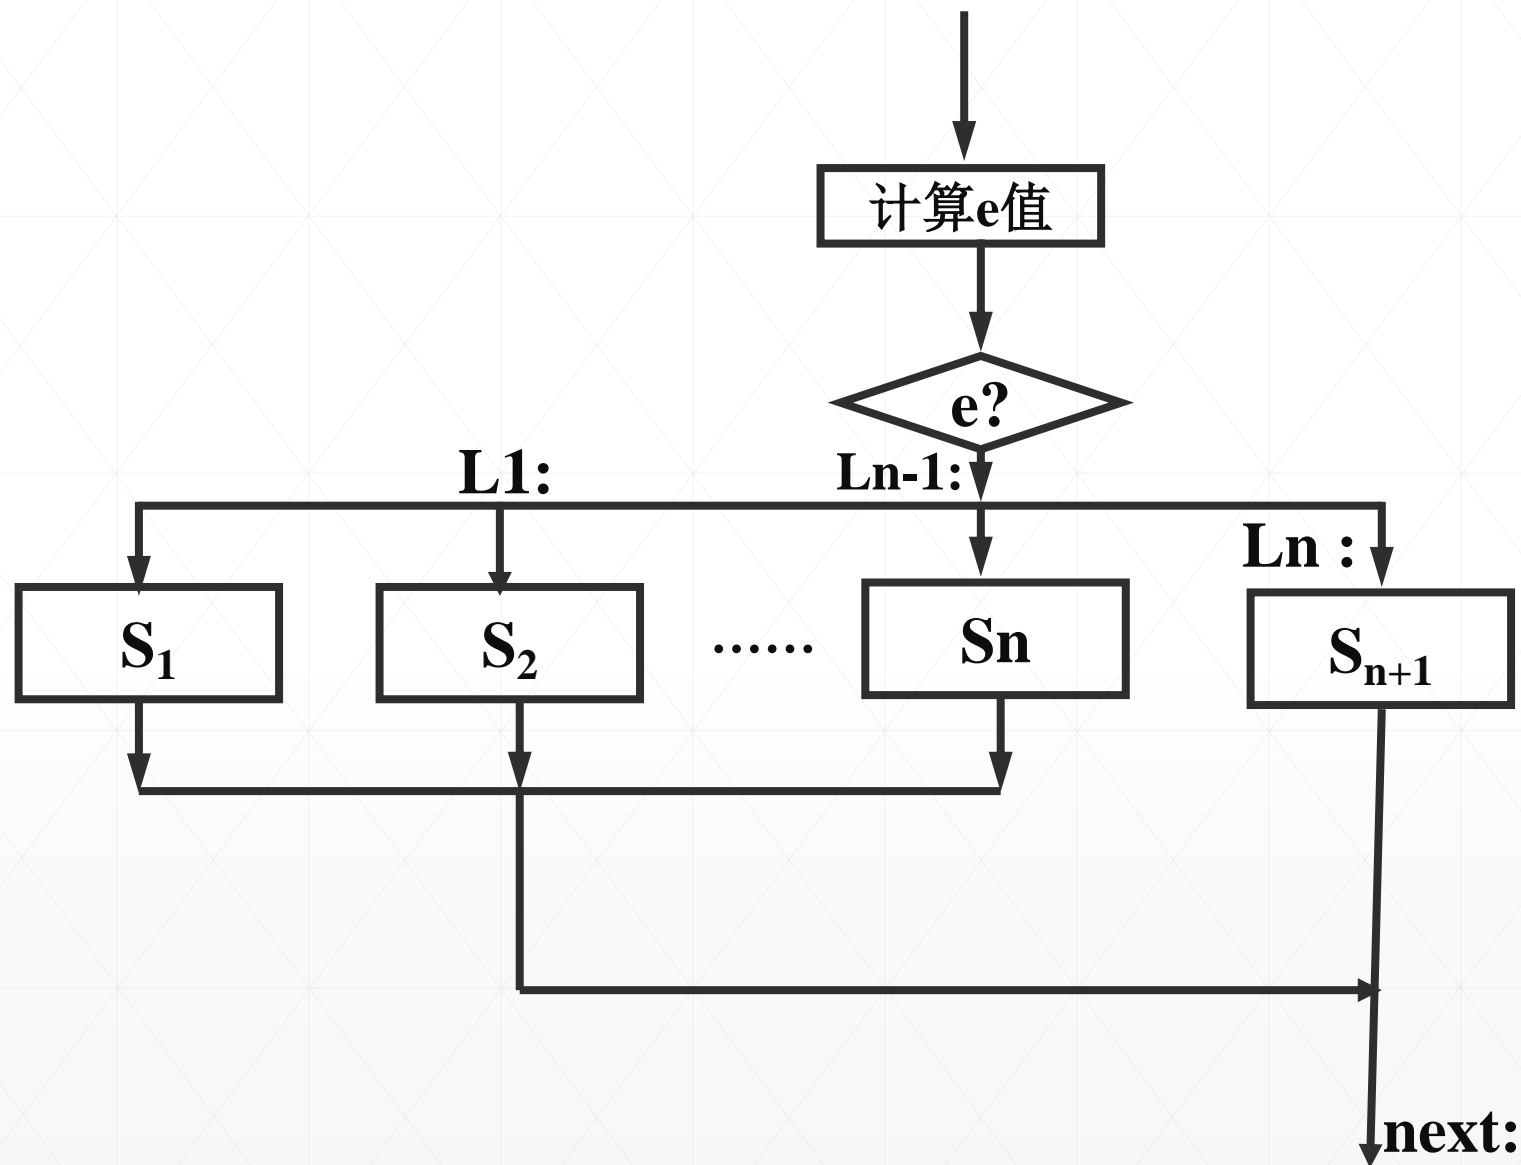 计算e值
e?
L1:
Ln-1:
Ln :
S1
S2
……
Sn
Sn+1
next: